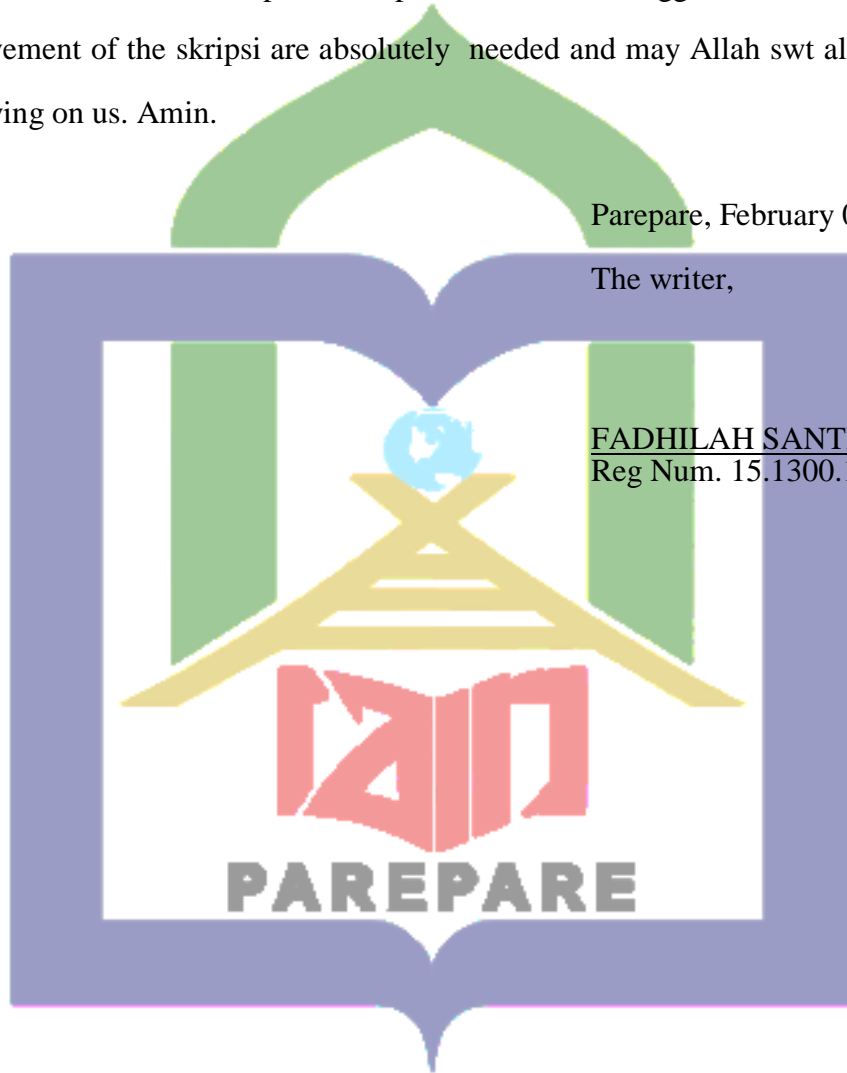 vement of the skripsi are absolutely needed and may Allah swt al
ving on us. Amin.
Parepare, February
The writer,
FADHILAH SANT
Reg Num. 15.1300.
iain
PAREPARE